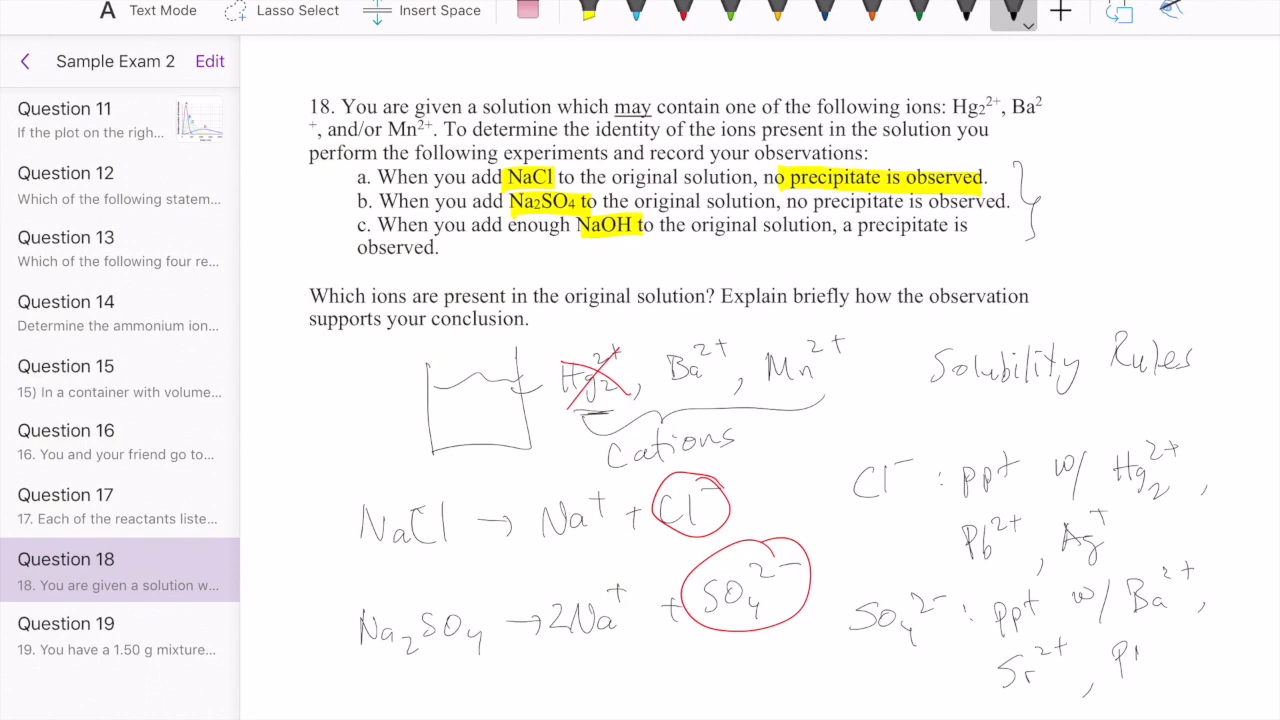 Text Mode Lasso Select Insert Space
Sample Exam 2 Edit
Question 11
If the plot on the righ...
Question 12
Which of the following statem...
Question 13
Which of the following four re...
Question 14
Determine the ammonium ion...
Question 15
15) In a container with volume...
Question 16
16. You and your friend go to...
Question 17
17. Each of the reactants liste...
Question 18
18. You are given a solution w...
Question 19
19. You have a 1.50 g mixture...
18. You are given a solution which may contain one of the following ions: Hg₂²⁺, Ba²
⁺, and/or Mn²⁺. To determine the identity of the ions present in the solution you
perform the following experiments and record your observations:
a. When you add NaCl to the original solution, no precipitate is observed.
b. When you add Na₂SO₄ to the original solution, no precipitate is observed.
c. When you add enough NaOH to the original solution, a precipitate is
observed.
Which ions are present in the original solution? Explain briefly how the observation
supports your conclusion.
Hg₂²⁺, Ba²⁺, Mn²⁺
Cations
NaCl → Na⁺ + Cl⁻
Na₂SO₄ → 2Na⁺ + SO₄²⁻
Solubility Rules
Cl⁻ : ppt w/ Hg₂²⁺,
Pb²⁺, Ag⁺
SO₄²⁻ : ppt w/ Ba²⁺,
Sr²⁺, P